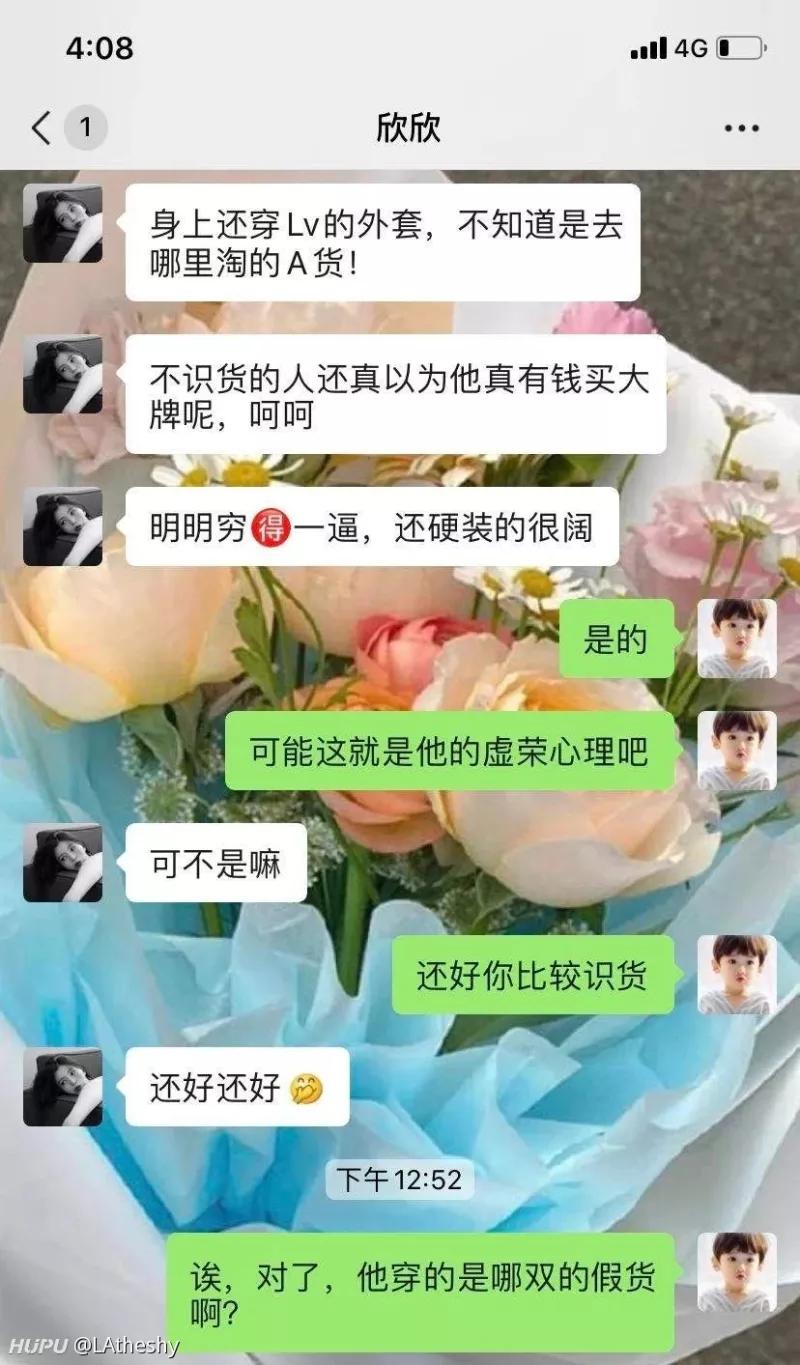 4:08
4G
1
欣欣
身上还穿Lv的外套，不知道是去
哪里淘的A货！
不识货的人还真以为他真有钱买大
牌呢，呵呵
明明穷🉐一逼，还硬装的很阔
是的
可能这就是他的虚荣心理吧
可不是嘛
还好你比较识货
还好还好🤭
下午12:52
诶，对了，他穿的是哪双的假货
啊？
HUPU @LAtheshy